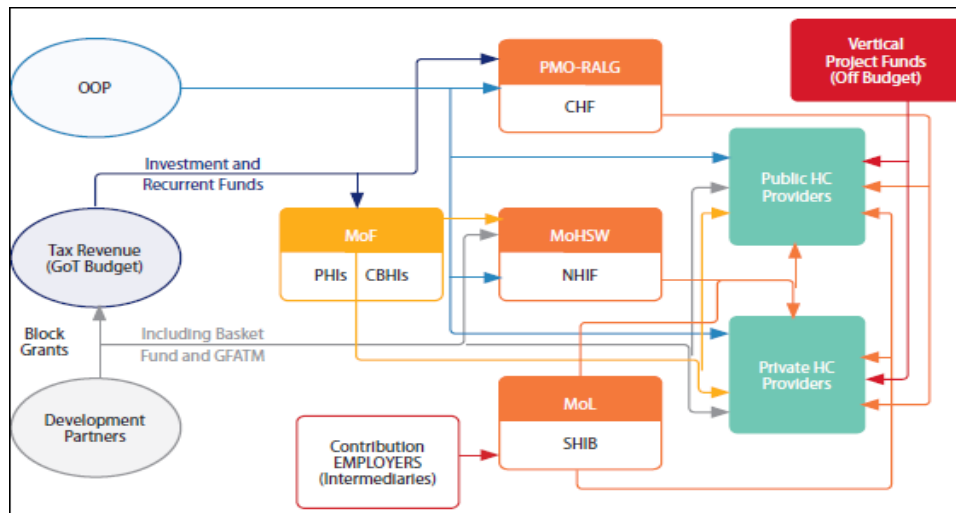 OOP
PMO-RALG
CHF
Vertical
Project Funds
(Off Budget)
Investment and
Recurrent Funds
Public HC
Providers
Tax Revenue
(GoT Budget)
MoF
PHIs CBHIs
MoHSW
NHIF
Block
Grants
Including Basket
Fund and GFATM
Private HC
Providers
Development
Partners
Contribution
EMPLOYERS
(Intermediaries)
MoL
SHIB